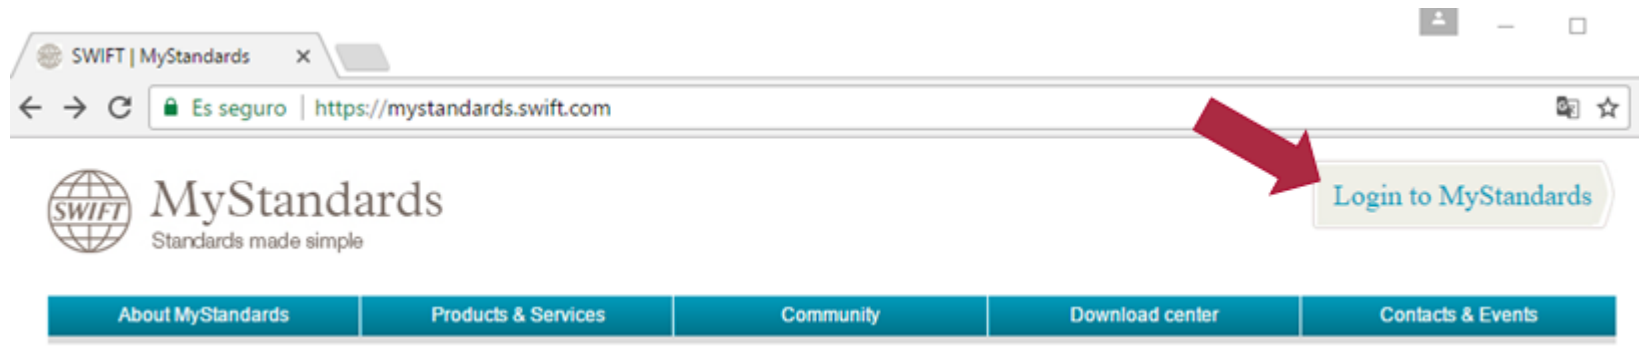 SWIFT | MyStandards
Es seguro | https://mystandards.swift.com
SWIFT
MyStandards
Standards made simple
Login to MyStandards
About MyStandards Products & Services Community Download center Contacts & Events